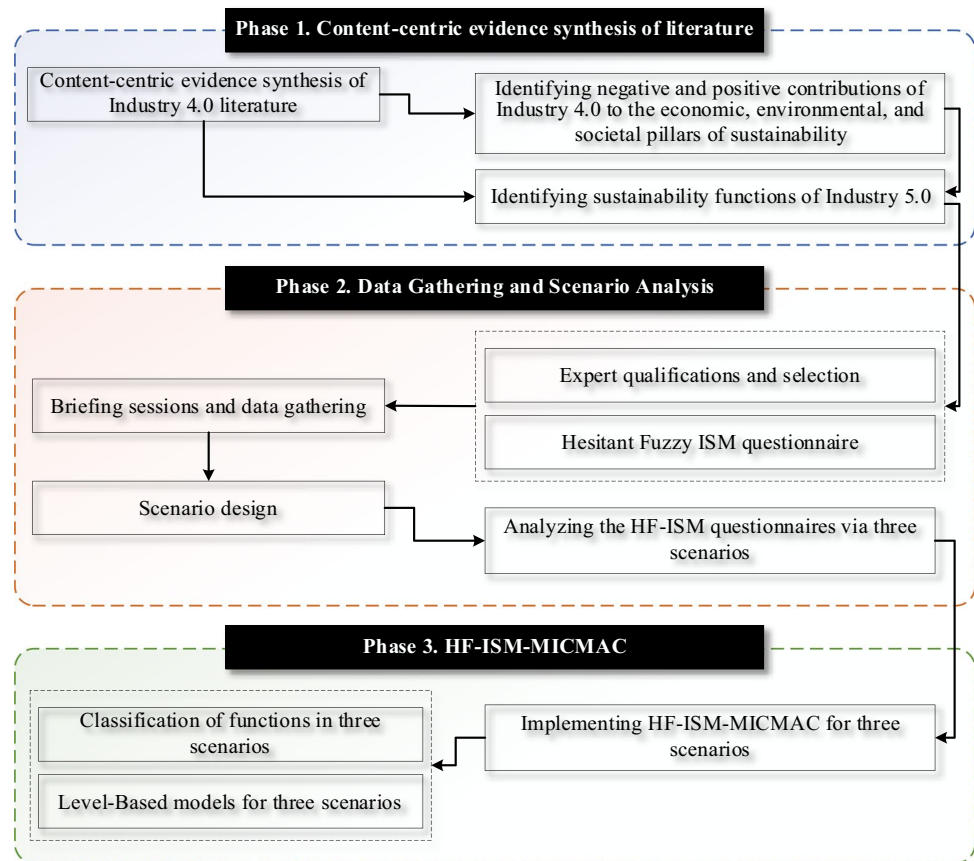 Phase 1. Content-centric evidence synthesis of literature
Content-centric evidence synthesis of
Industry 4.0 literature
Identifying negative and positive contributions of
Industry 4.0 to the economic, environmental, and
societal pillars of sustainability
Identifying sustainability functions of Industry 5.0
Phase 2. Data Gathering and Scenario Analysis
Expert qualifications and selection
Hesitant Fuzzy ISM questionnaire
Briefing sessions and data gathering
Scenario design
Analyzing the HF-ISM questionnaires via three
scenarios
Phase 3. HF-ISM-MICMAC
Implementing HF-ISM-MICMAC for three
scenarios
Classification of functions in three
scenarios
Level-Based models for three scenarios